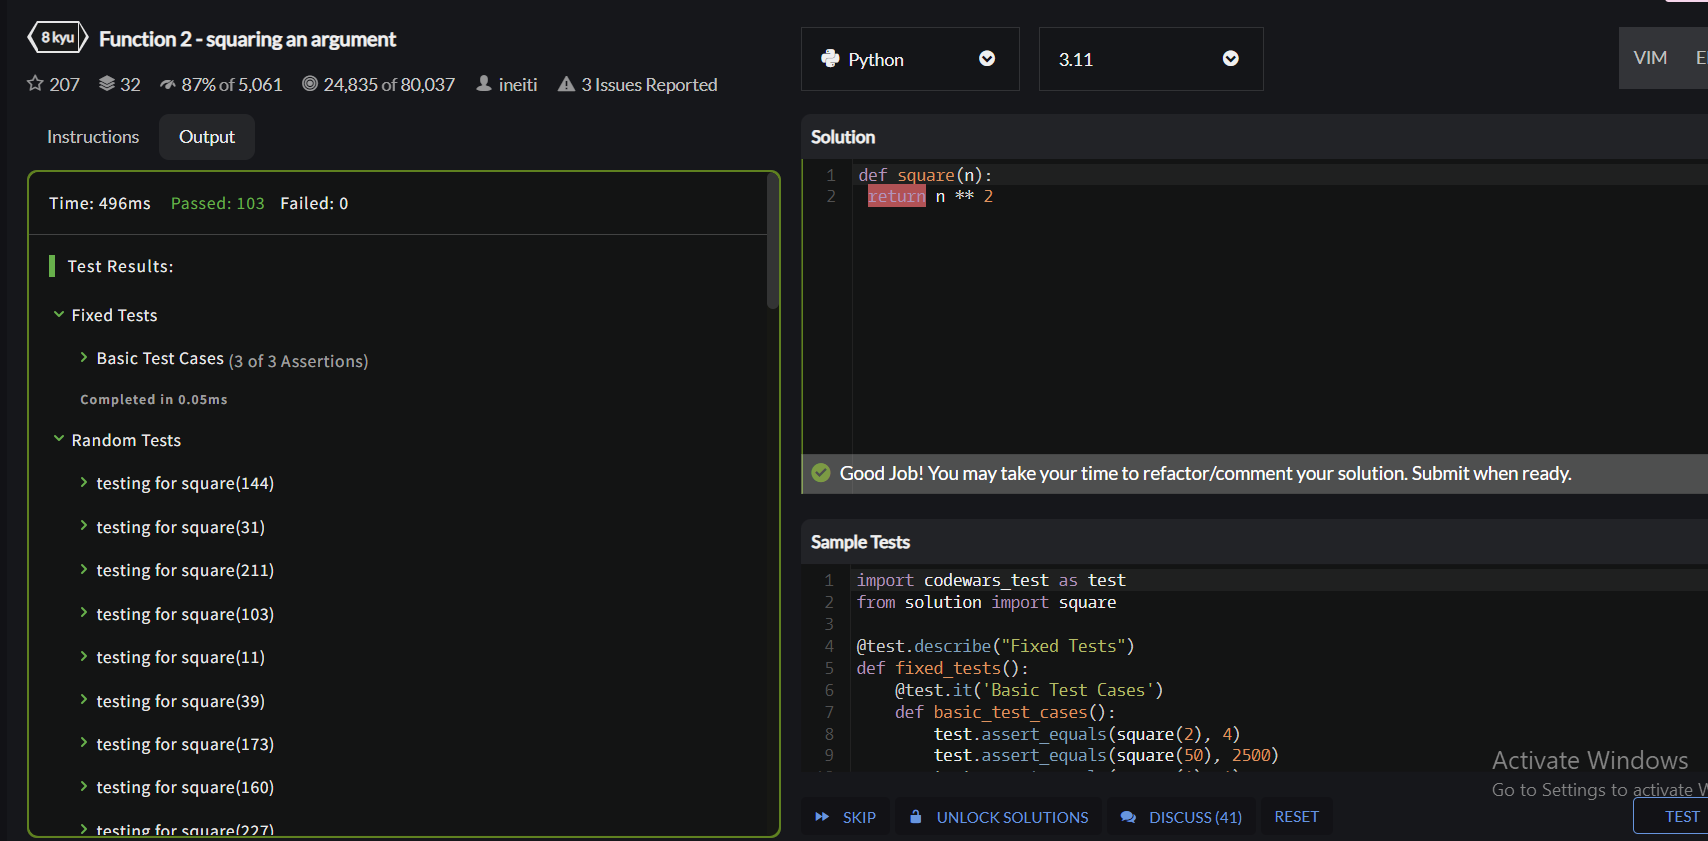 8 kyu Function 2 - squaring an argument
207 32 87% of 5,061 24,835 of 80,037 ineiti 3 Issues Reported
Instructions Output
Time: 496ms Passed: 103 Failed: 0
Test Results:
Fixed Tests
Basic Test Cases (3 of 3 Assertions)
Completed in 0.05ms
Random Tests
testing for square(144)
testing for square(31)
testing for square(211)
testing for square(103)
testing for square(11)
testing for square(39)
testing for square(173)
testing for square(160)
testing for square(227)
Python 3.11 VIM
Solution
1 def square(n):
2 return n ** 2
Good Job! You may take your time to refactor/comment your solution. Submit when ready.
Sample Tests
1 import codewars_test as test
2 from solution import square
3
4 @test.describe("Fixed Tests")
5 def fixed_tests():
6 @test.it('Basic Test Cases')
7 def basic_test_cases():
8 test.assert_equals(square(2), 4)
9 test.assert_equals(square(50), 2500)
Activate Windows
Go to Settings to activate W
SKIP UNLOCK SOLUTIONS DISCUSS (41) RESET TEST